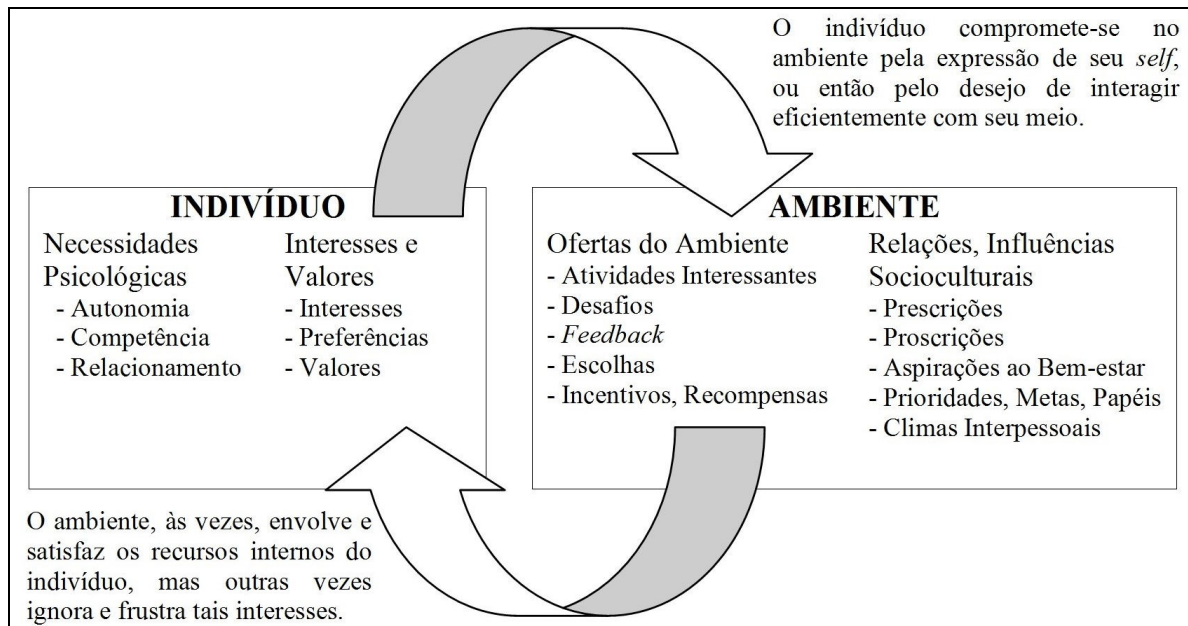 O indivíduo compromete-se no
ambiente pela expressão de seu self,
ou então pelo desejo de interagir
eficientemente com seu meio.
INDIVÍDUO
Necessidades
Psicológicas
- Autonomia
- Competência
- Relacionamento
Interesses e
Valores
- Interesses
- Preferências
- Valores
AMBIENTE
Ofertas do Ambiente
- Atividades Interessantes
- Desafios
- Feedback
- Escolhas
- Incentivos, Recompensas
Relações, Influências
Socioculturais
- Prescrições
- Proscrições
- Aspirações ao Bem-estar
- Prioridades, Metas, Papéis
- Climas Interpessoais
O ambiente, às vezes, envolve e
satisfaz os recursos internos do
indivíduo, mas outras vezes
ignora e frustra tais interesses.